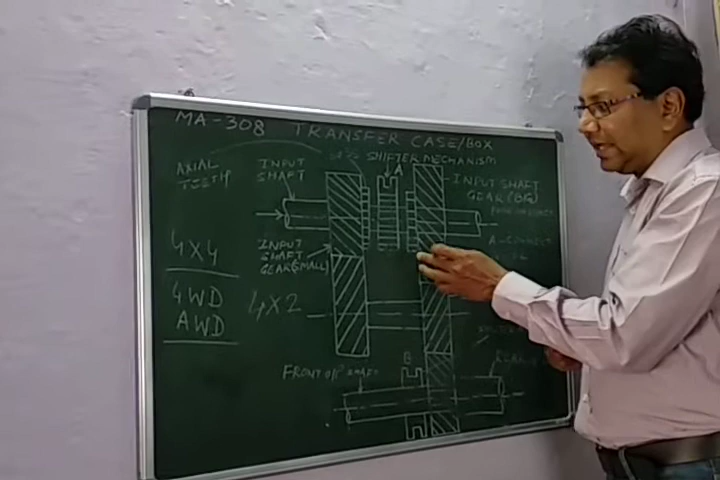 MA-308
TRANSFER CASE/BOX
SHIFTER MECHANISM
AXIAL
TEETH
INPUT
SHAFT
A
INPUT SHAFT
GEAR (BIG)
4X4
INPUT
SHAFT
GEAR(SMALL)
A-CONNECT
4WD
AWD
4X2
B
FRONT O/P SHAFT